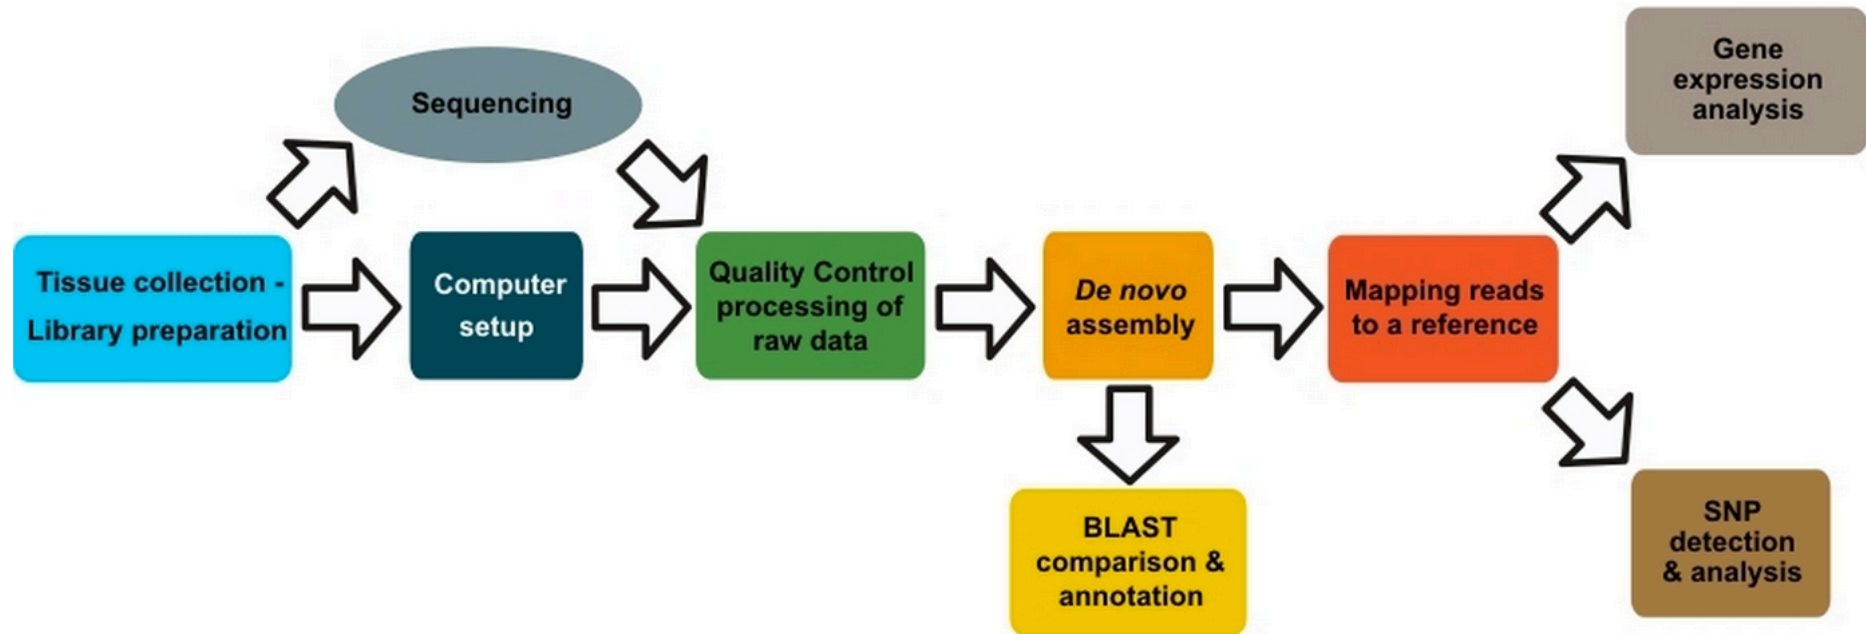 Gene
expression
analysis
Sequencing
Tissue collection -
Library preparation
Computer
setup
Quality Control
processing of
raw data
De novo
assembly
Mapping reads
to a reference
BLAST
comparison &
annotation
SNP
detection
& analysis